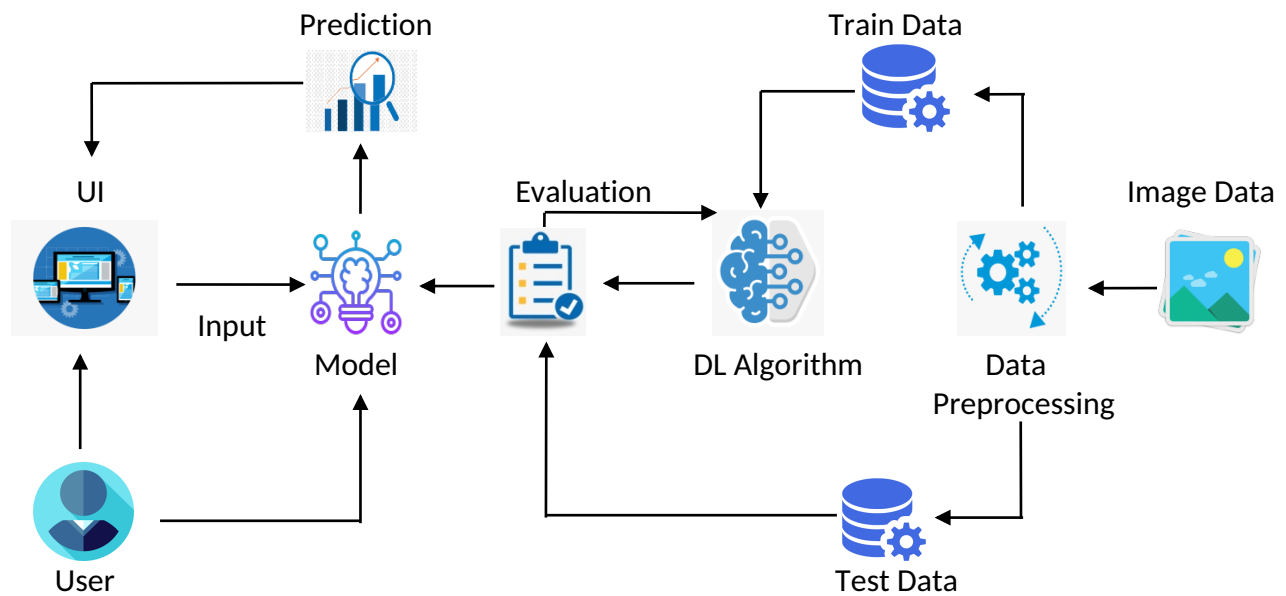 Prediction
Train Data
UI
Evaluation
Image Data
Input
Model
DL Algorithm
Data
Preprocessing
User
Test Data